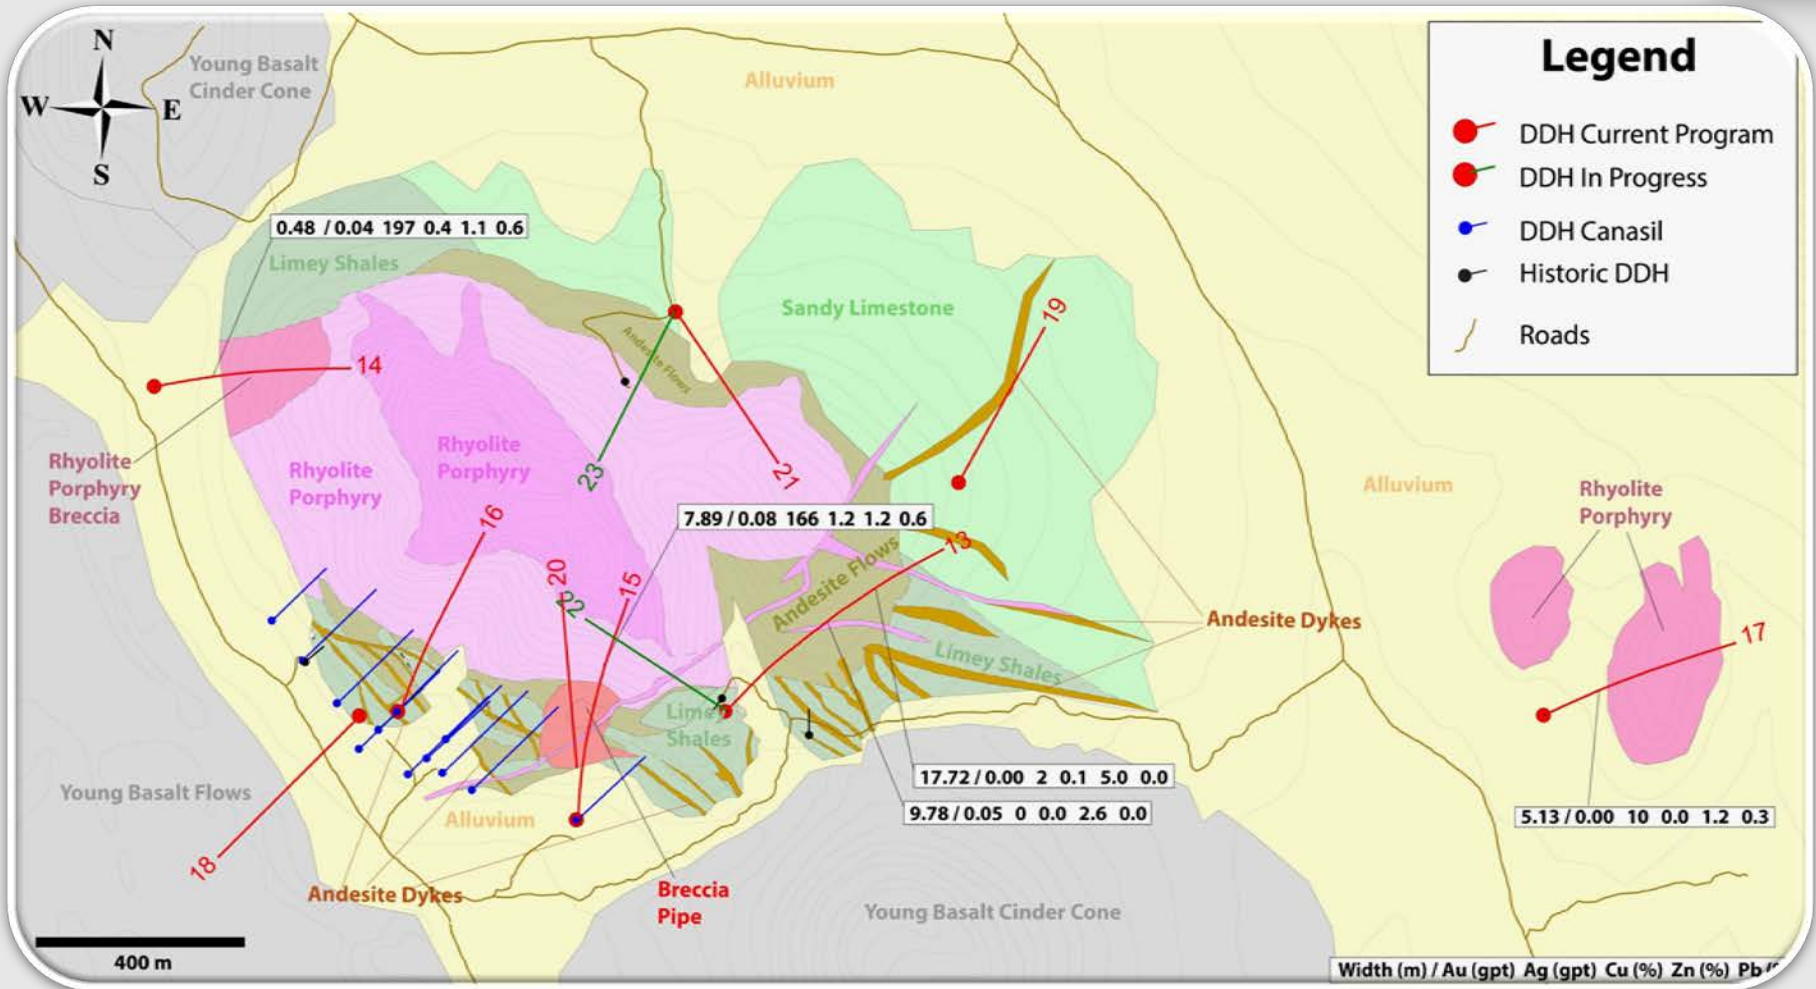 N
W
E
S
Young Basalt
Cinder Cone
Alluvium
Legend
DDH Current Program
DDH In Progress
DDH Canasil
Historic DDH
Roads
0.48 / 0.04 197 0.4 1.1 0.6
Limey Shales
Sandy Limestone
19
Andesite Flows
14
Rhyolite
Porphyry
Breccia
Rhyolite
Porphyry
Rhyolite
Porphyry
23
21
Alluvium
Rhyolite
Porphyry
16
7.89 / 0.08 166 1.2 1.2 0.6
13
Andesite Flows
20
15
22
Andesite Dykes
17
Limey Shales
Limey
Shales
17.72 / 0.00 2 0.1 5.0 0.0
9.78 / 0.05 0 0.0 2.6 0.0
5.13 / 0.00 10 0.0 1.2 0.3
Young Basalt Flows
Alluvium
18
Andesite Dykes
Breccia
Pipe
Young Basalt Cinder Cone
400 m
Width (m) / Au (gpt) Ag (gpt) Cu (%) Zn (%) Pb